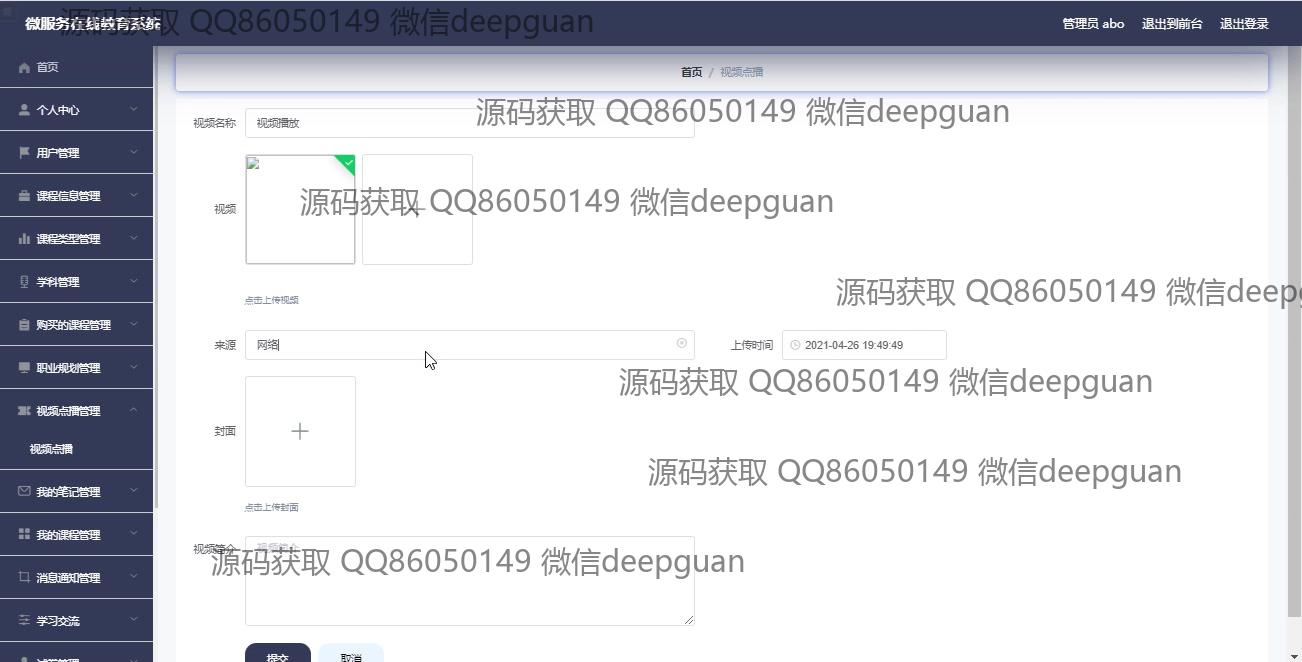 微服务在线教育系统
源码获取 QQ86050149 微信deepguan
管理员 abo 退出到前台 退出登录
首页
个人中心
用户管理
课程信息管理
课程类型管理
学科管理
购买的课程管理
职业规划管理
视频点播管理
视频点播
我的笔记管理
我的课程管理
消息通知管理
学习交流
试卷管理
首页 / 视频点播
源码获取 QQ86050149 微信deepguan
视频名称 视频播放
源码获取 QQ86050149 微信deepguan
视频
点击上传视频
源码获取 QQ86050149 微信deep
来源 网络 上传时间 2021-04-26 19:49:49
源码获取 QQ86050149 微信deepguan
封面
源码获取 QQ86050149 微信deepguan
点击上传封面
视频简介 视频简介
源码获取 QQ86050149 微信deepguan
提交 取消